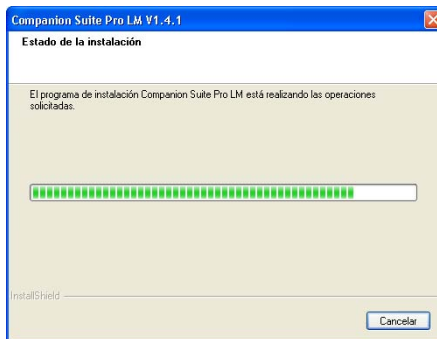 Companion Suite Pro LM V1.4.1
Estado de la instalación
El programa de instalación Companion Suite Pro LM está realizando las operaciones
solicitadas.
InstallShield
Cancelar